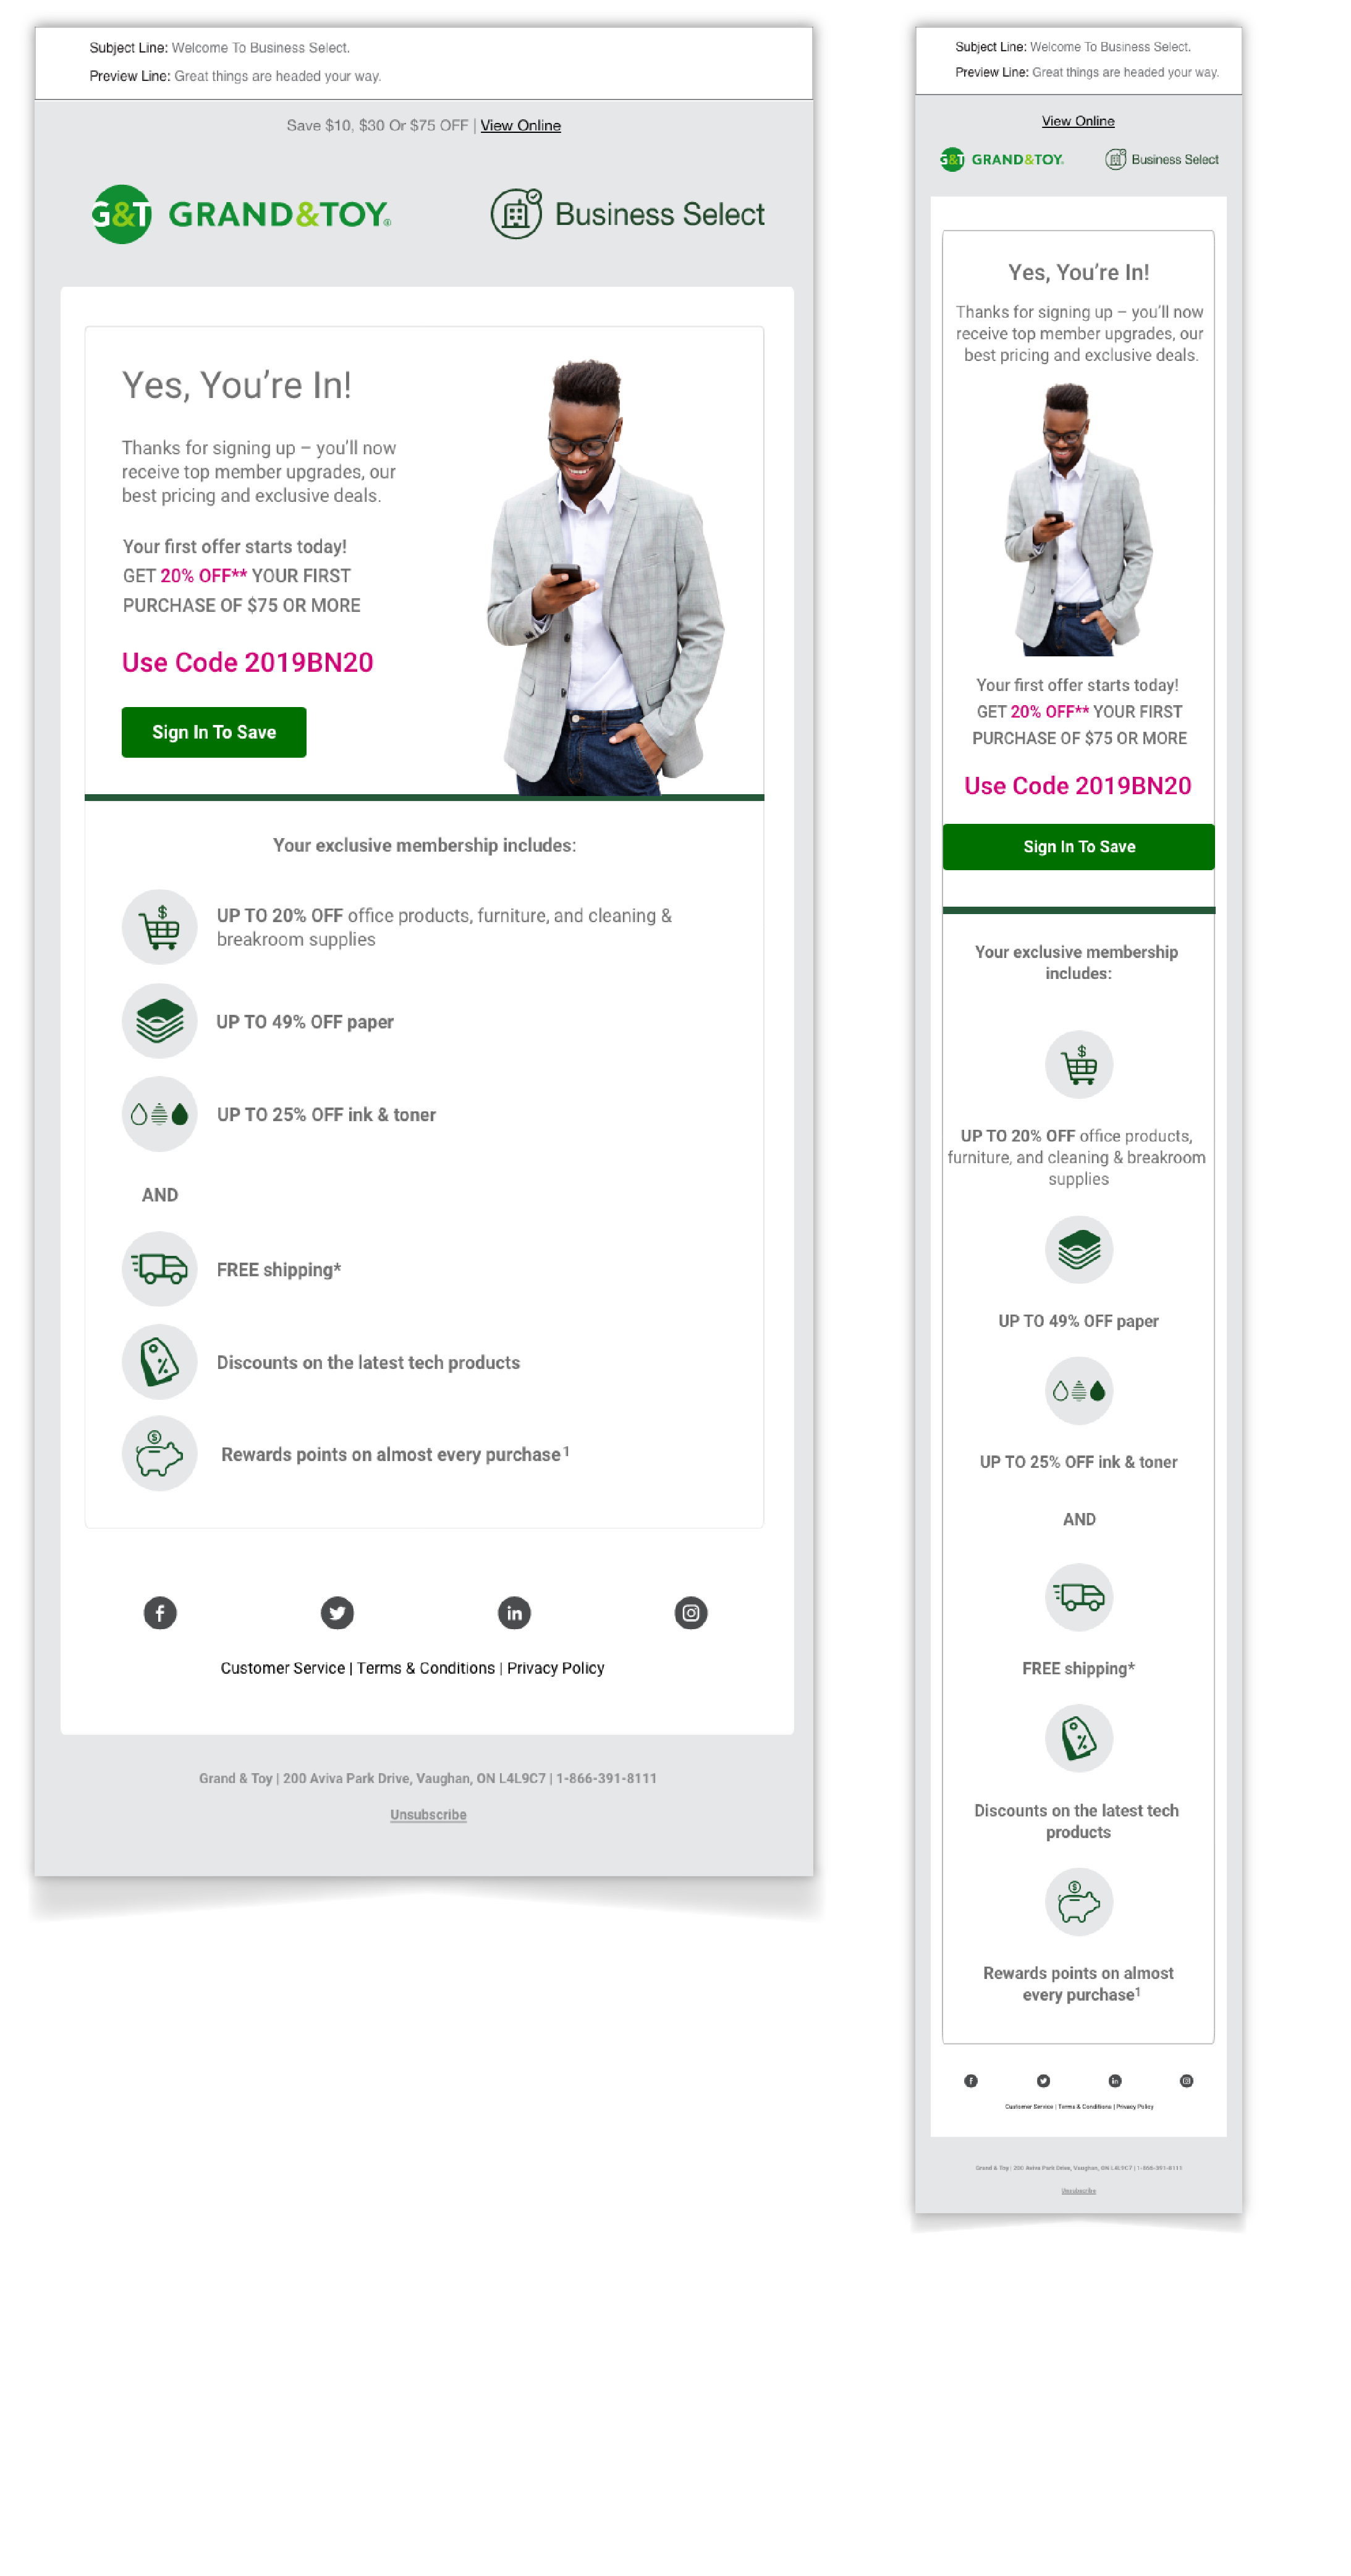 Subject Line: Welcome To Business Select.
Preview Line: Great things are headed your way.
Save $10, $30 Or $75 OFF | View Online
G&T GRAND&TOY®
Business Select
Yes, You're In!
Thanks for signing up – you'll now
receive top member upgrades, our
best pricing and exclusive deals.
Your first offer starts today!
GET 20% OFF** YOUR FIRST
PURCHASE OF $75 OR MORE
Use Code 2019BN20
Sign In To Save
Your exclusive membership includes:
UP TO 20% OFF office products, furniture, and cleaning &
breakroom supplies
UP TO 49% OFF paper
UP TO 25% OFF ink & toner
AND
FREE shipping*
Discounts on the latest tech products
Rewards points on almost every purchase¹
Customer Service | Terms & Conditions | Privacy Policy
Grand & Toy | 200 Aviva Park Drive, Vaughan, ON L4L9C7 | 1-866-391-8111
Unsubscribe
Subject Line: Welcome To Business Select.
Preview Line: Great things are headed your way.
View Online
G&T GRAND&TOY®
Business Select
Yes, You're In!
Thanks for signing up – you'll now
receive top member upgrades, our
best pricing and exclusive deals.
Your first offer starts today!
GET 20% OFF** YOUR FIRST
PURCHASE OF $75 OR MORE
Use Code 2019BN20
Sign In To Save
Your exclusive membership
includes:
UP TO 20% OFF office products,
furniture, and cleaning & breakroom
supplies
UP TO 49% OFF paper
UP TO 25% OFF ink & toner
AND
FREE shipping*
Discounts on the latest tech
products
Rewards points on almost
every purchase¹
Customer Service | Terms & Conditions | Privacy Policy
Grand & Toy | 200 Aviva Park Drive, Vaughan, ON L4L9C7 | 1-866-391-8111
Unsubscribe